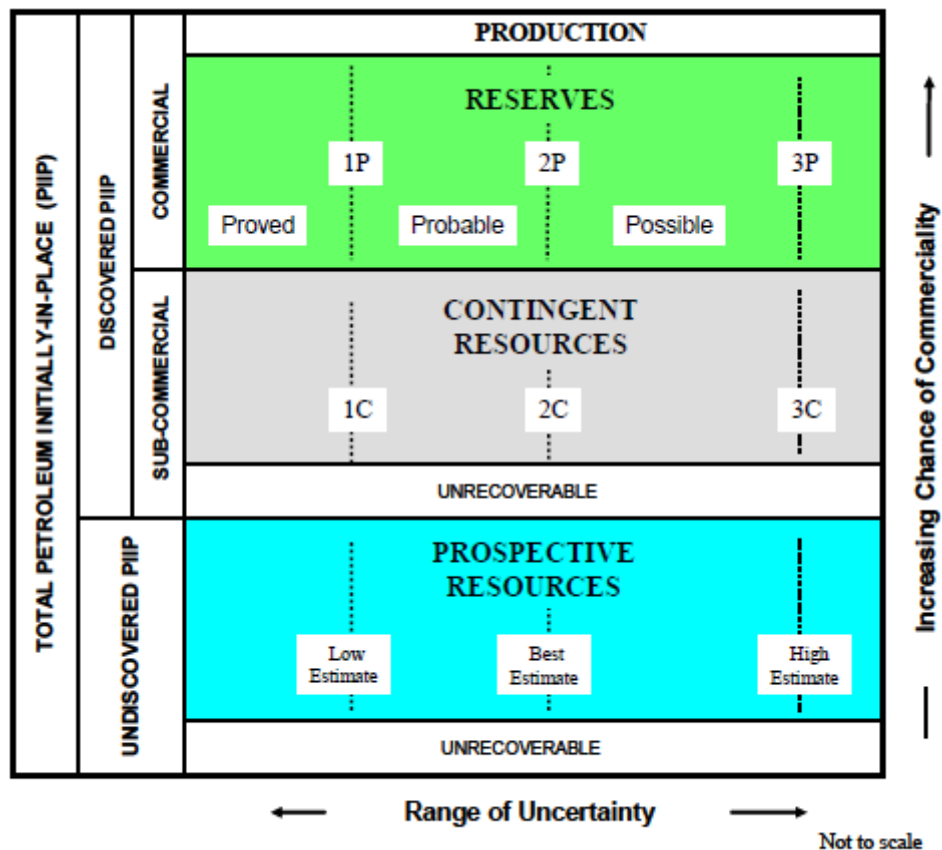 TOTAL PETROLEUM INITIALLY-IN-PLACE (PIIP)
DISCOVERED PIIP
UNDISCOVERED PIIP
COMMERCIAL
SUB-COMMERCIAL
PRODUCTION
RESERVES
1P
2P
3P
Proved
Probable
Possible
CONTINGENT
RESOURCES
1C
2C
3C
UNRECOVERABLE
PROSPECTIVE
RESOURCES
Low
Estimate
Best
Estimate
High
Estimate
UNRECOVERABLE
Increasing Chance of Commerciality
Range of Uncertainty
Not to scale